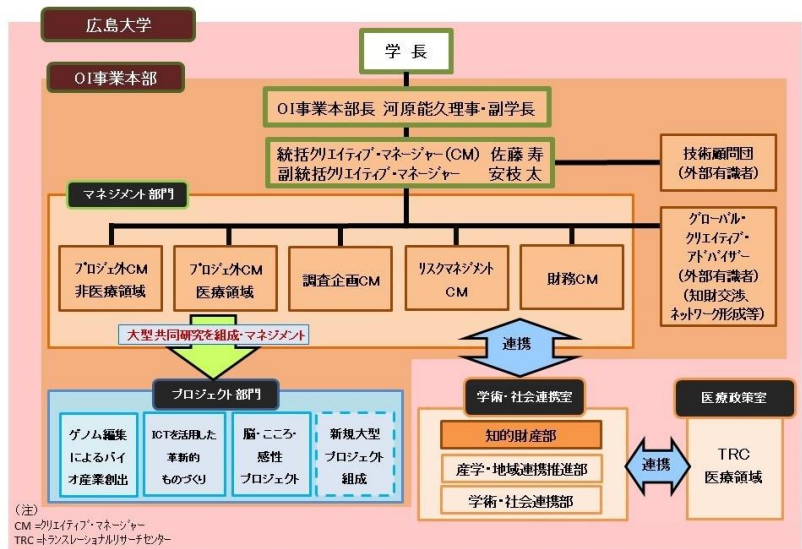 広島大学
学 長
OI事業本部
OI事業本部長 河原能久理事・副学長
統括クリエイティブ・マネージャー(CM) 佐藤 寿
副統括クリエイティブ・マネージャー 安枝 太
技術顧問団
(外部有識者)
マネジメント部門
プロジェクトCM
非医療領域
プロジェクトCM
医療領域
調査企画CM
リスクマネジメント
CM
財務CM
グローバル・
クリエイティブ・
アドバイザー
(外部有識者)
(知財交渉、
ネットワーク形成等)
大型共同研究を組成・マネジメント
連携
プロジェクト部門
ゲノム編集
によるバイ
オ産業創出
ICTを活用した
革新的
ものづくり
脳・こころ・
感性
プロジェクト
新規大型
プロジェクト
組成
学術・社会連携室
知的財産部
産学・地域連携推進部
学術・社会連携部
連携
医療政策室
TRC
医療領域
(注)
CM =クリエイティブ・マネージャー
TRC =トランスレーショナルリサーチセンター